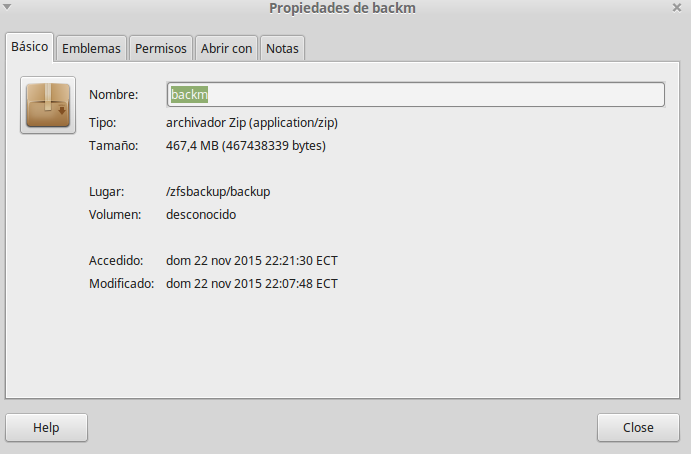 Propiedades de backm
Básico Emblemas Permisos Abrir con Notas
Nombre: backm
Tipo: archivador Zip (application/zip)
Tamaño: 467,4 MB (467438339 bytes)
Lugar: /zfsbackup/backup
Volumen: desconocido
Accedido: dom 22 nov 2015 22:21:30 ECT
Modificado: dom 22 nov 2015 22:07:48 ECT
Help Close